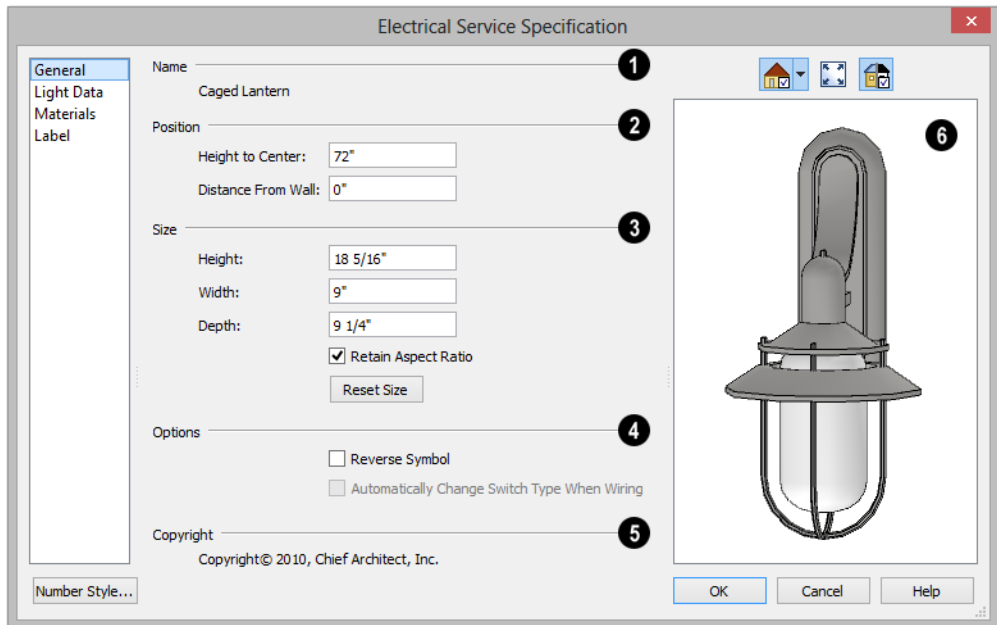 Electrical Service Specification
General
Light Data
Materials
Label
Name
1
Caged Lantern
Position
2
Height to Center: 72"
Distance From Wall: 0"
Size
3
Height: 18 5/16"
Width: 9"
Depth: 9 1/4"
Retain Aspect Ratio
Reset Size
Options
4
Reverse Symbol
Automatically Change Switch Type When Wiring
Copyright
5
Copyright© 2010, Chief Architect, Inc.
6
Number Style...
OK
Cancel
Help